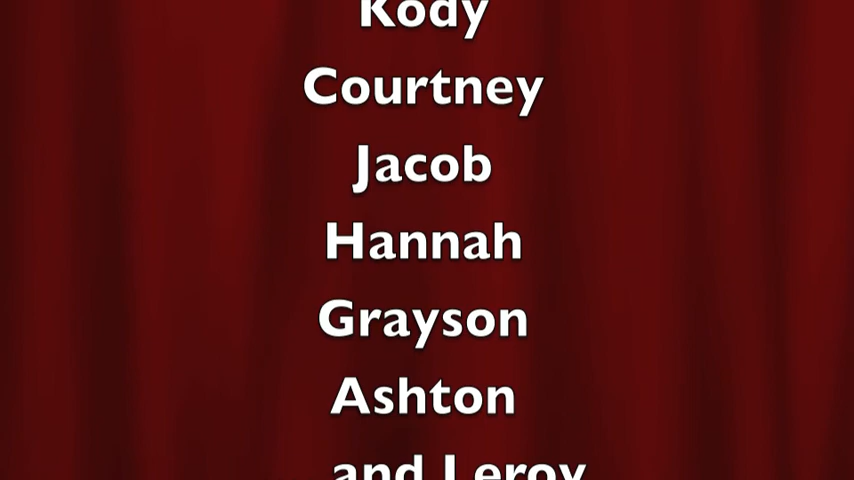 Kody
Courtney
Jacob
Hannah
Grayson
Ashton
and Leroy